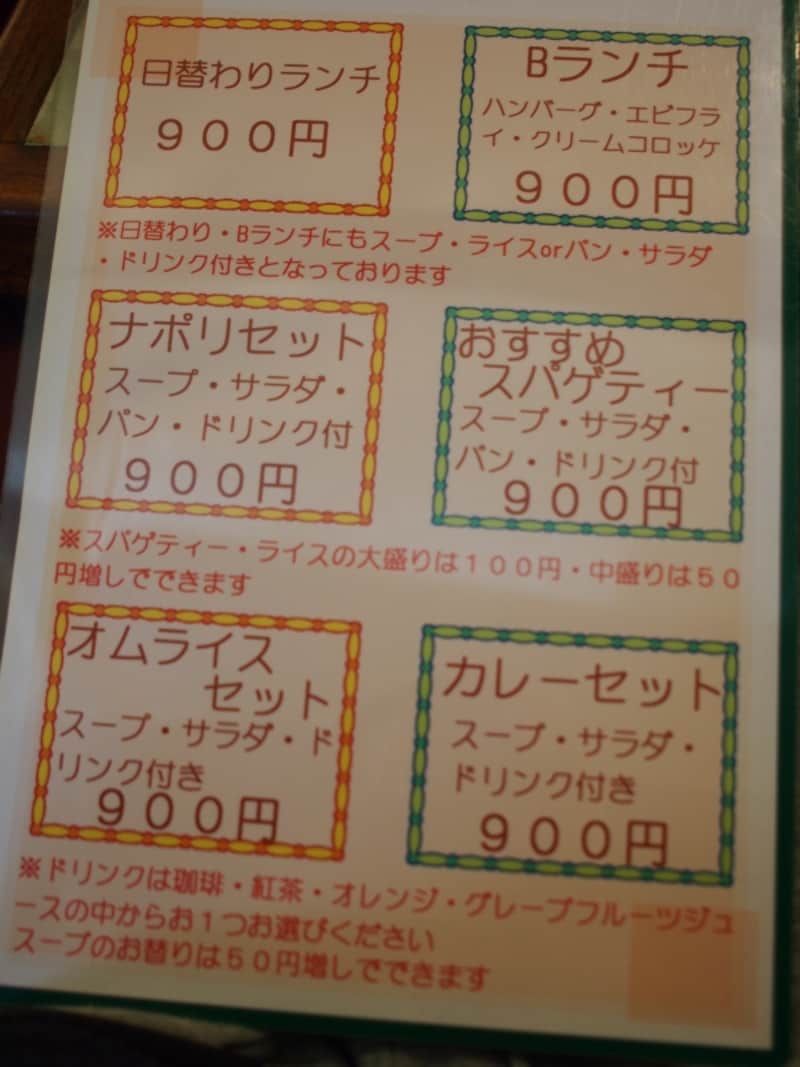 日替わりランチ
９００円
Bランチ
ハンバーグ・エビフラ
イ・クリームコロッケ
９００円
※日替わり・Bランチにもスープ・ライスorパン・サラダ
・ドリンク付きとなっております
ナポリセット
スープ・サラダ・
パン・ドリンク付
９００円
おすすめ
スパゲティー
スープ・サラダ・
パン・ドリンク付
９００円
※スパゲティー・ライスの大盛りは１００円・中盛りは５０
円増しでできます
オムライス
セット
スープ・サラダ・ド
リンク付き
９００円
カレーセット
スープ・サラダ・
ドリンク付き
９００円
※ドリンクは珈琲・紅茶・オレンジ・グレープフルーツジュ
ースの中からお１つお選びください
スープのお替りは５０円増しでできます